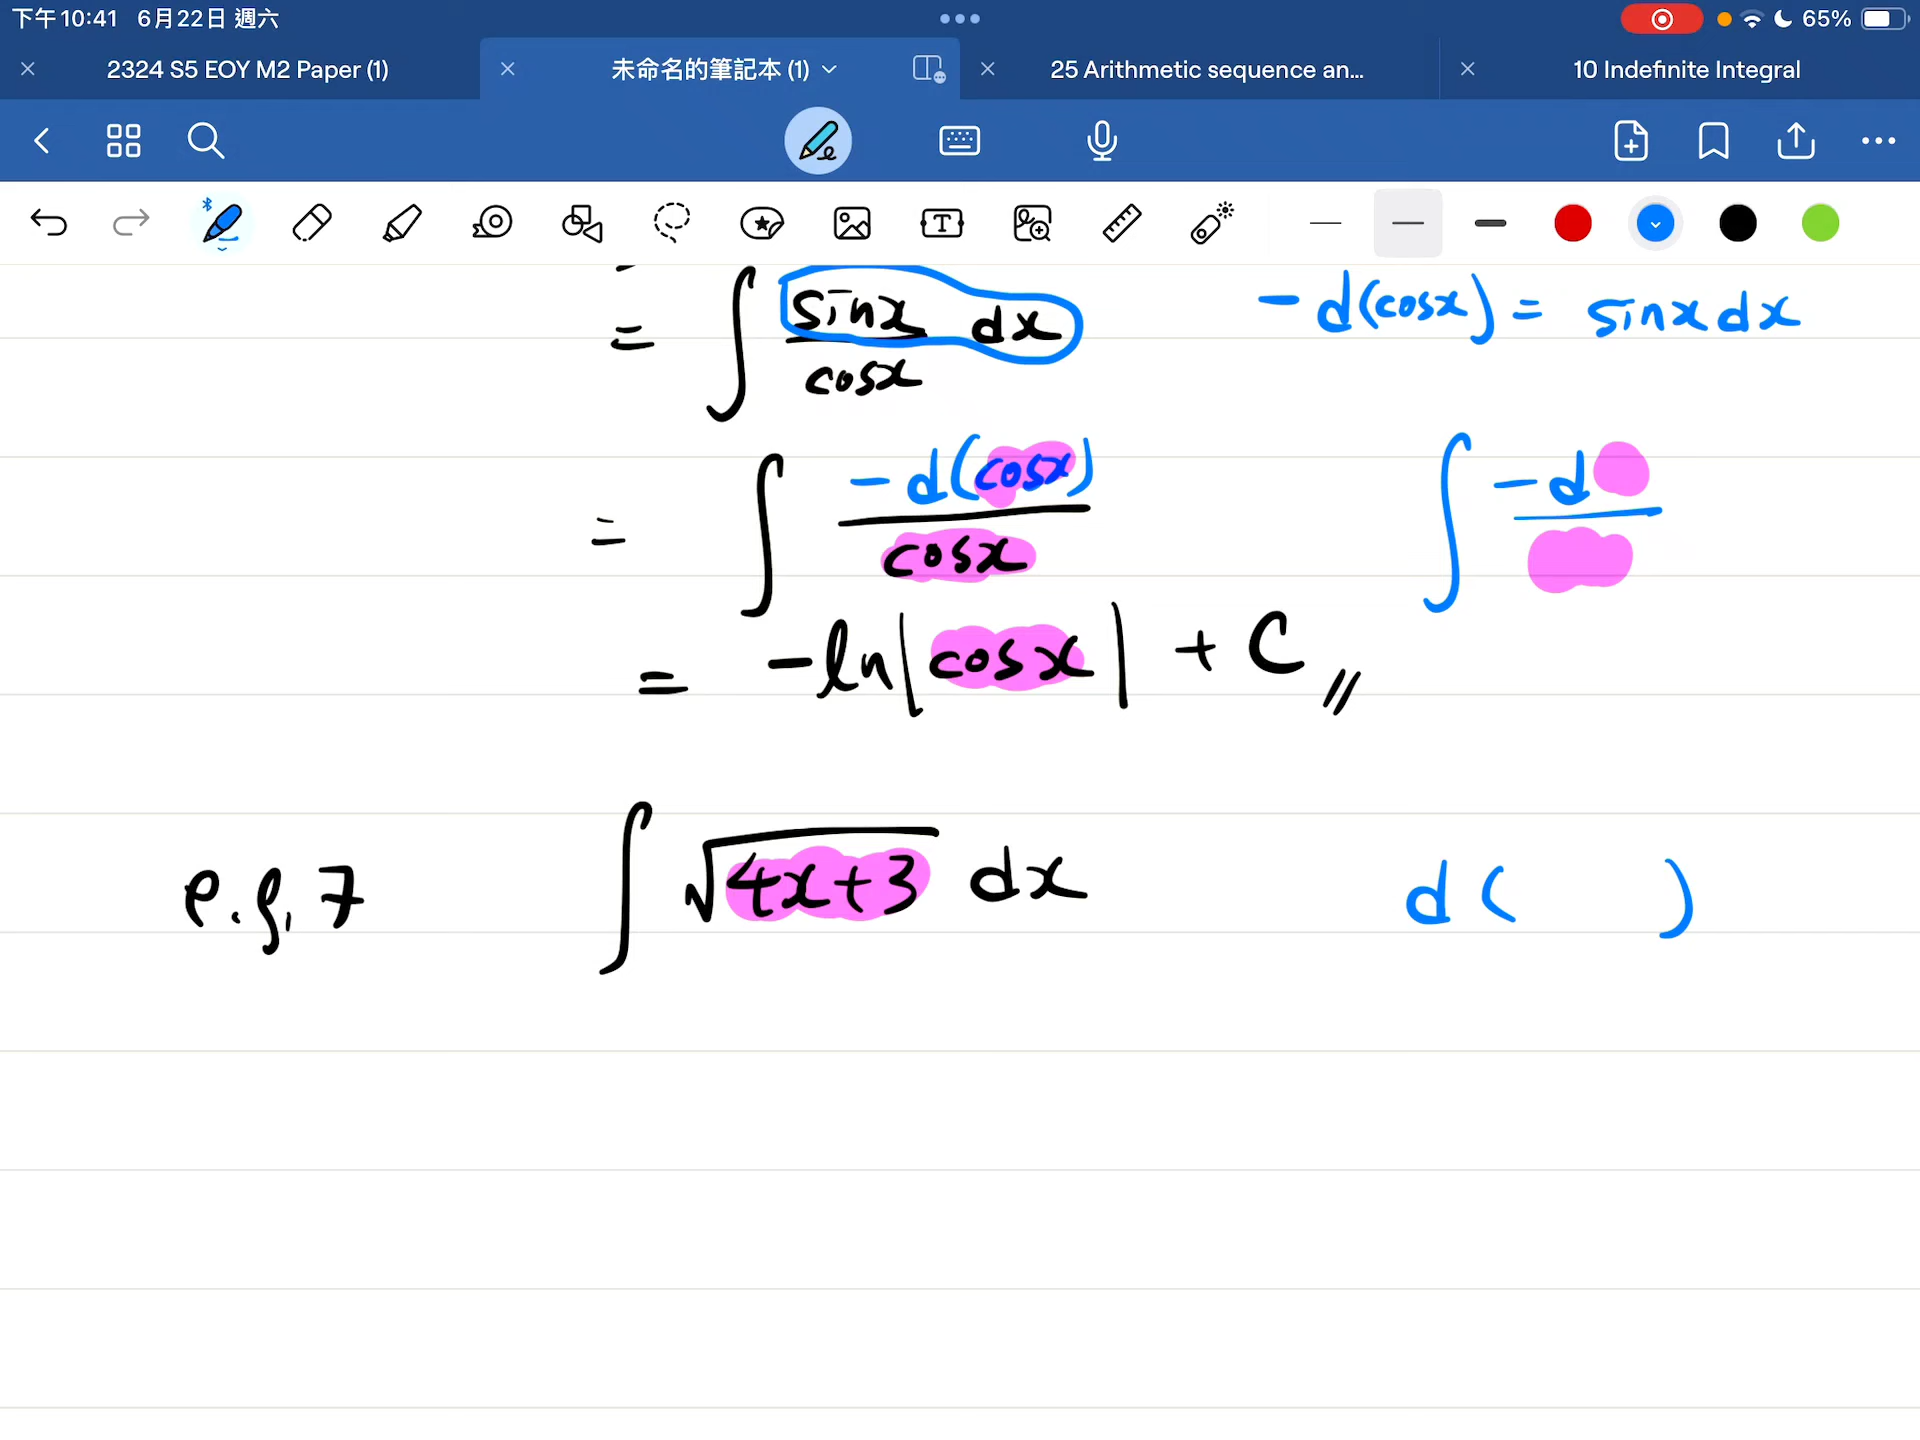 下午10:41 6月22日 週六 65%
2324 S5 EOY M2 Paper (1) 未命名的筆記本 (1) 25 Arithmetic sequence an... 10 Indefinite Integral
= ∫ sinx/cosx dx -d(cosx) = sinx dx
= ∫ -d(cosx)/cosx ∫ -d
= -ln|cosx| + C //
e.g. 7 ∫ √(4x+3) dx d( )